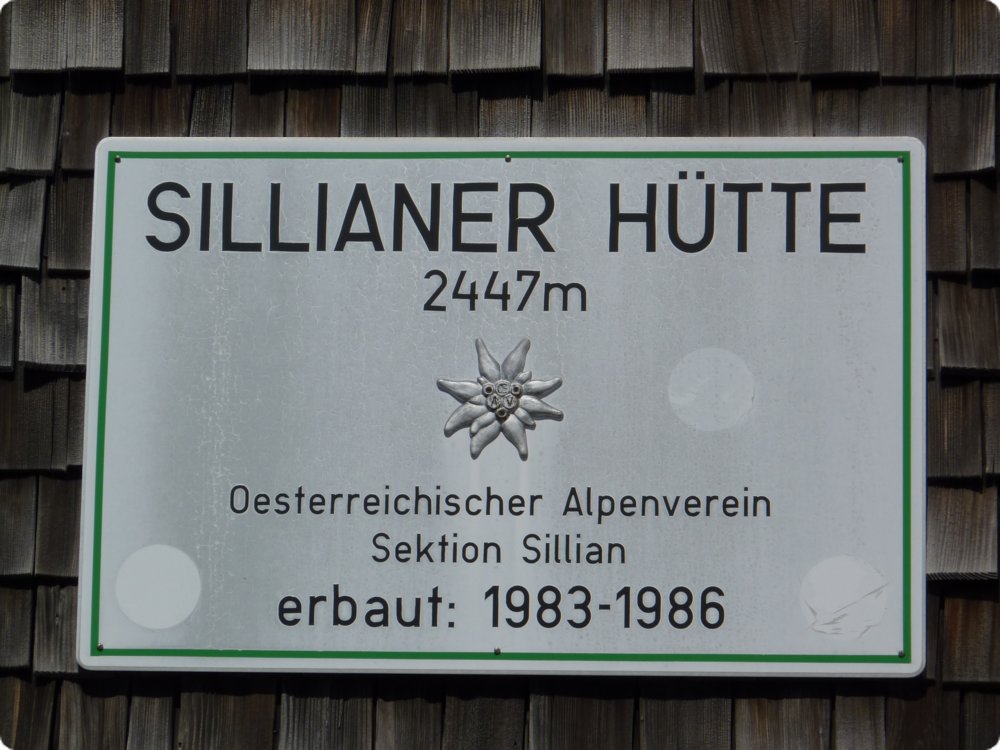 SILLIANER HÜTTE
2447m
Oesterreichischer Alpenverein
Sektion Sillian
erbaut: 1983-1986